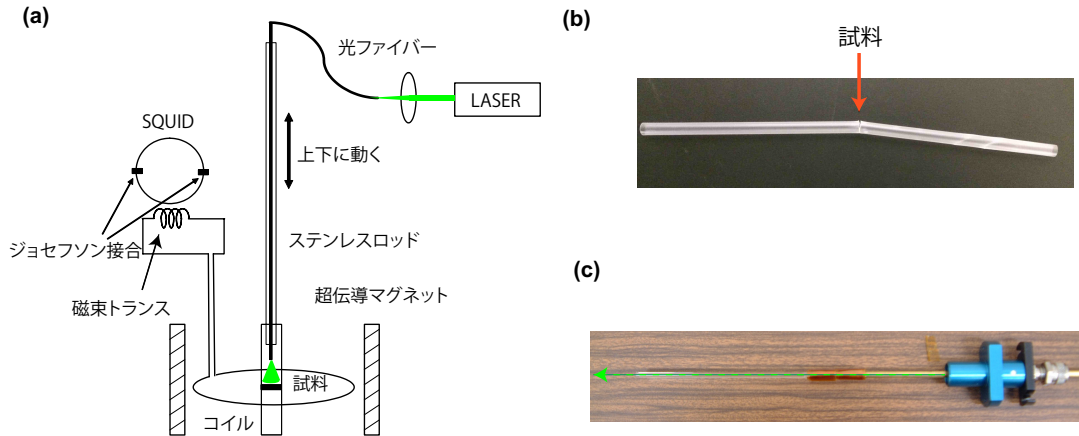 (a)
光ファイバー
LASER
SQUID
上下に動く
ジョセフソン接合
ステンレスロッド
磁束トランス
超伝導マグネット
試料
コイル
(b)
試料
(c)